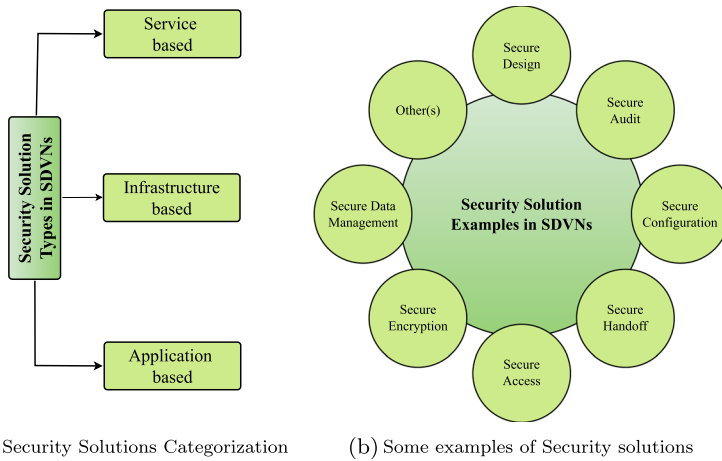 Service
based
Security Solution
Types in SDVNs
Infrastructure
based
Application
based
Security Solutions Categorization
Secure
Design
Secure
Audit
Secure
Configuration
Secure
Handoff
Secure
Access
Secure
Encryption
Secure Data
Management
Other(s)
Security Solution
Examples in SDVNs
(b) Some examples of Security solutions